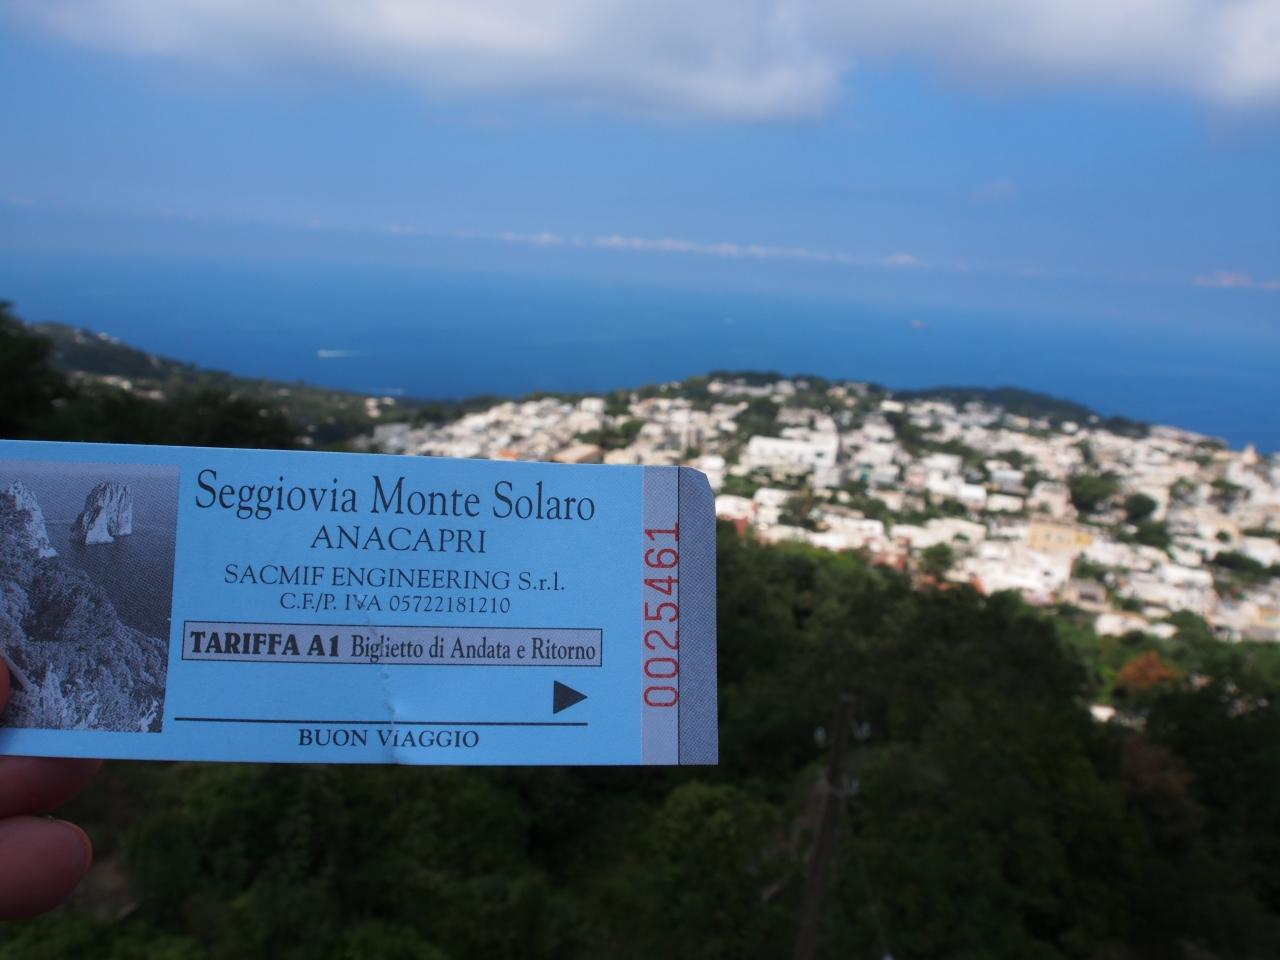 Seggiovia Monte Solaro
ANACAPRI
SACMIF ENGINEERING S.r.l.
C.F./P. IVA 05722181210
TARIFFA A1 Biglietto di Andata e Ritorno
BUON ViAGGIO
0025461